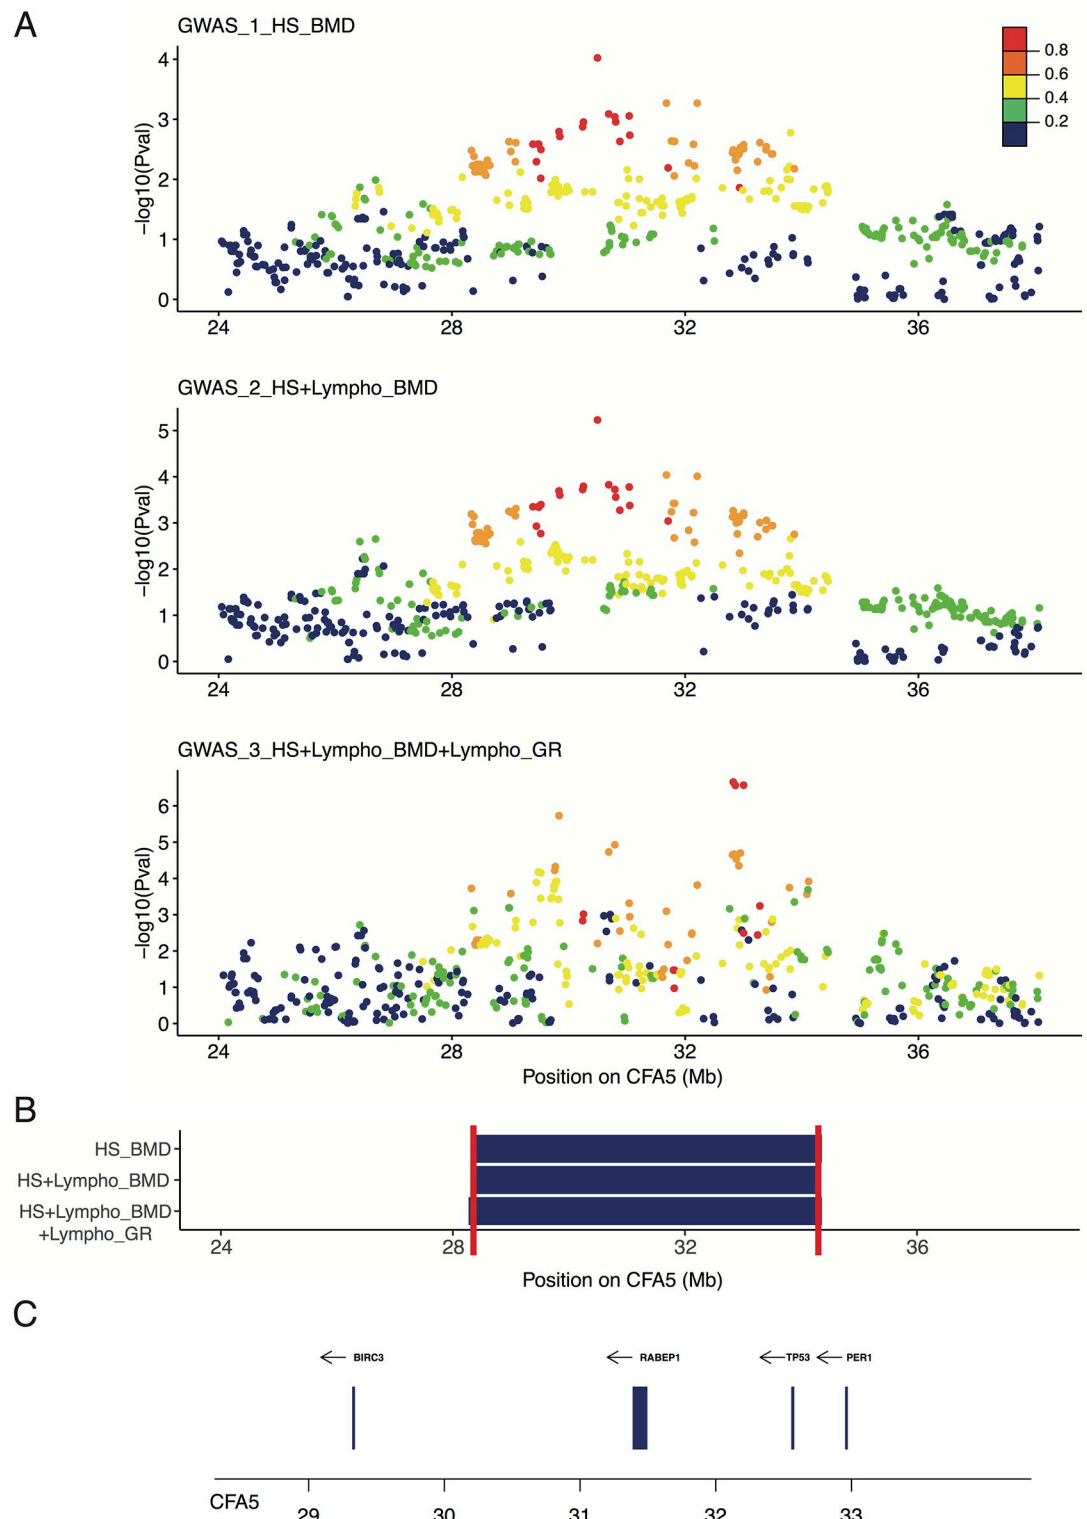 A
GWAS_1_HS_BMD
0.8
0.6
0.4
0.2
−log10(Pval)
4
3
2
1
0
24 28 32 36
GWAS_2_HS+Lympho_BMD
−log10(Pval)
5
4
3
2
1
0
24 28 32 36
GWAS_3_HS+Lympho_BMD+Lympho_GR
−log10(Pval)
6
5
4
3
2
1
0
24 28 32 36
Position on CFA5 (Mb)
B
HS_BMD
HS+Lympho_BMD
HS+Lympho_BMD
+Lympho_GR
24 28 32 36
Position on CFA5 (Mb)
C
BIRC3 RABEP1 TP53 PER1
CFA5
29 30 31 32 33